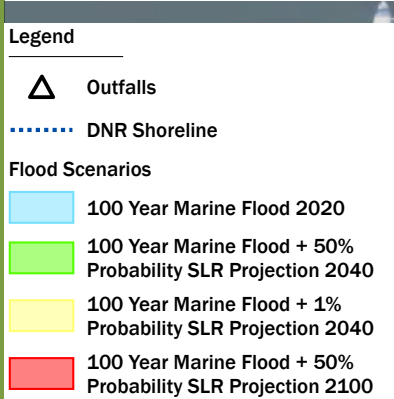 Legend
Outfalls
DNR Shoreline
Flood Scenarios
100 Year Marine Flood 2020
100 Year Marine Flood + 50%
Probability SLR Projection 2040
100 Year Marine Flood + 1%
Probability SLR Projection 2040
100 Year Marine Flood + 50%
Probability SLR Projection 2100